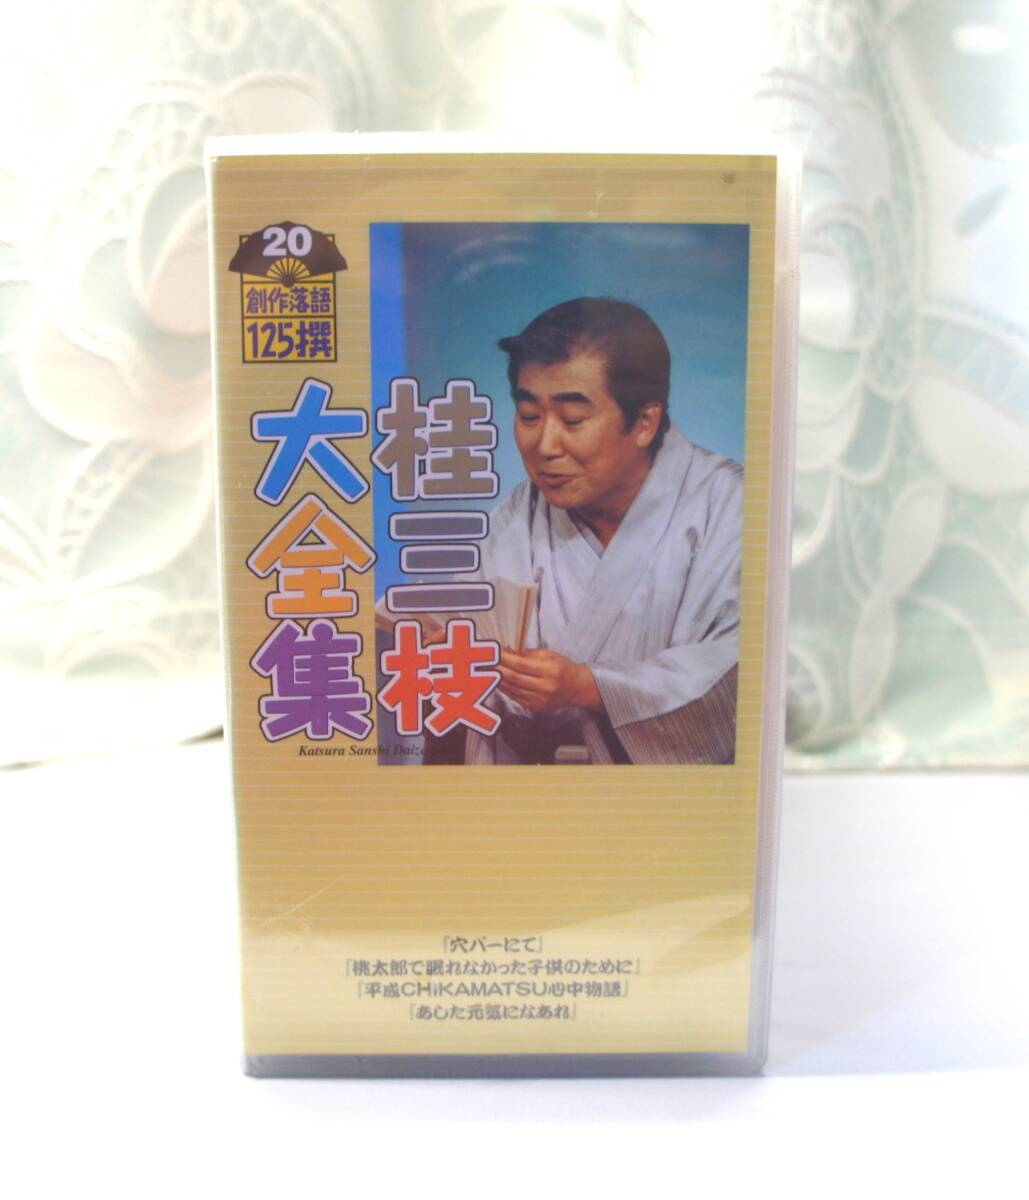 20
創作落語
125撰
桂三枝
大全集
Katsura Sanshi
『穴バーにて』
『桃太郎で眠れなかった子供のために』
『平成CHiKAMATSU心中物語』
『あした元気になあれ』